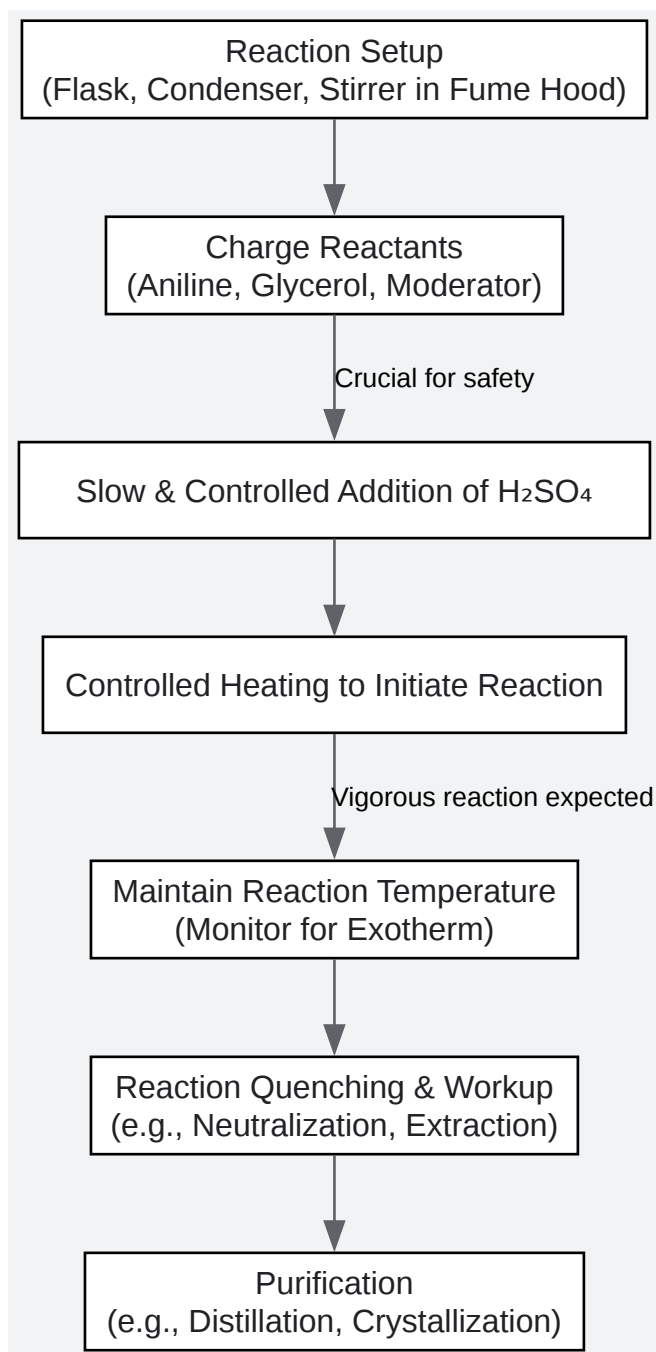 Reaction Setup
(Flask, Condenser, Stirrer in Fume Hood)
Charge Reactants
(Aniline, Glycerol, Moderator)
Crucial for safety
Slow & Controlled Addition of H₂SO₄
Controlled Heating to Initiate Reaction
Vigorous reaction expected
Maintain Reaction Temperature
(Monitor for Exotherm)
Reaction Quenching & Workup
(e.g., Neutralization, Extraction)
Purification
(e.g., Distillation, Crystallization)